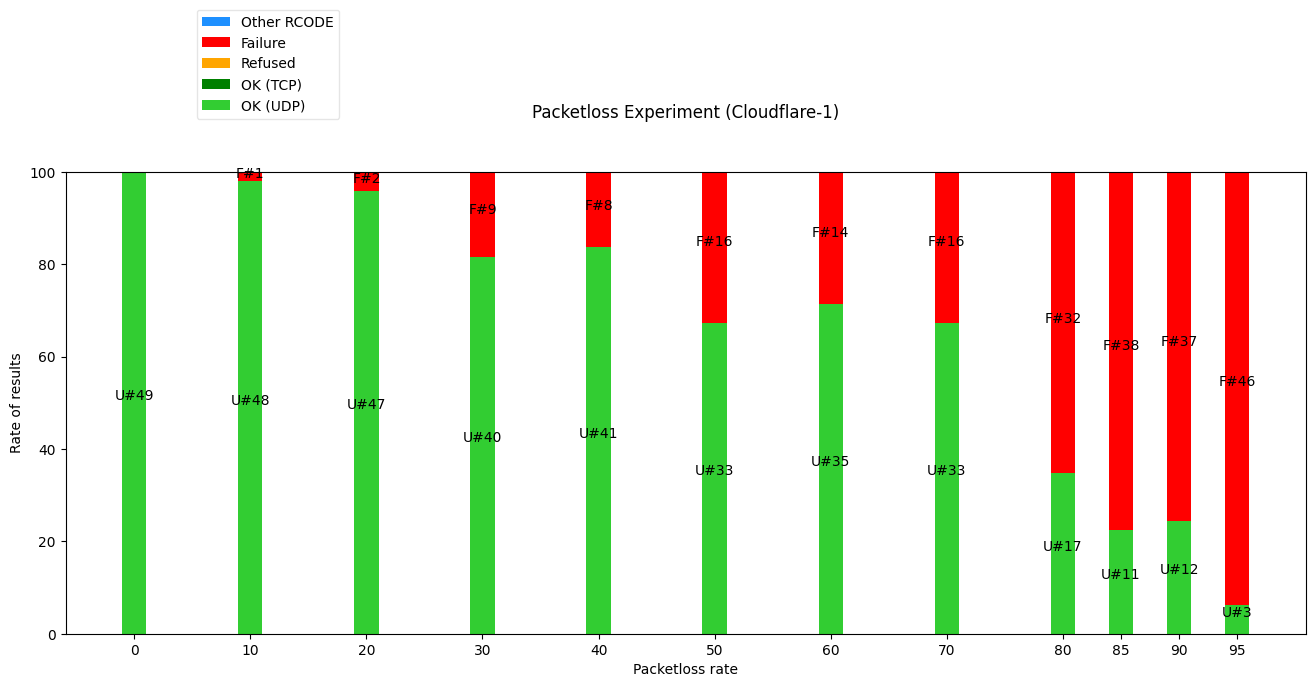 Other RCODE
Failure
Refused
OK (TCP)
OK (UDP)
Packetloss Experiment (Cloudflare-1)
Rate of results
100
80
60
40
20
0
F#1
F#2
F#9
F#8
F#16
F#14
F#16
F#32
F#38
F#37
F#46
U#49
U#48
U#47
U#40
U#41
U#33
U#35
U#33
U#17
U#11
U#12
U#3
0 10 20 30 40 50 60 70 80 85 90 95
Packetloss rate